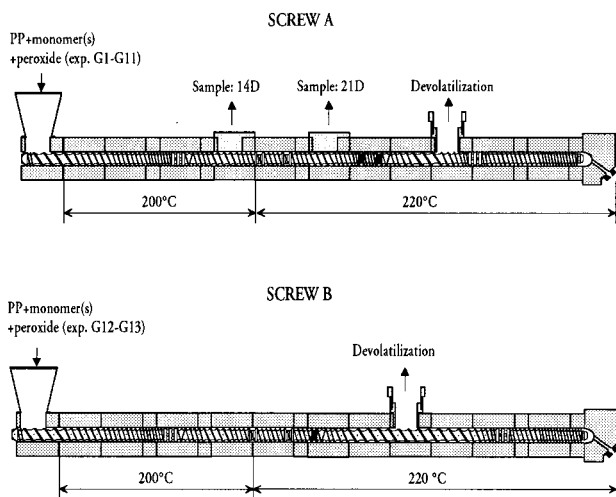 SCREW A
PP+monomer(s)
+peroxide (exp. G1-G11)
Sample: 14D
Sample: 21D
Devolatilization
200°C
220°C
SCREW B
PP+monomer(s)
+peroxide (exp. G12-G13)
Devolatilization
200°C
220 °C